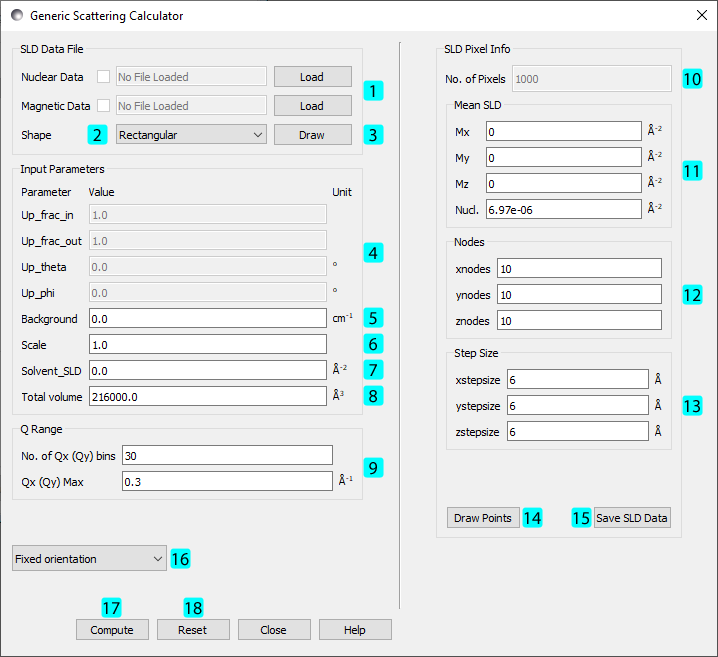 Generic Scattering Calculator
SLD Data File
Nuclear Data No File Loaded Load
1
Magnetic Data No File Loaded Load
Shape 2 Rectangular Draw 3
Input Parameters
Parameter Value Unit
Up_frac_in 1.0
Up_frac_out 1.0
4
Up_theta 0.0 °
Up_phi 0.0 °
Background 0.0 cm⁻¹ 5
Scale 1.0 6
Solvent_SLD 0.0 Å⁻² 7
Total volume 216000.0 Å³ 8
Q Range
No. of Qx (Qy) bins 30
9
Qx (Qy) Max 0.3 Å⁻¹
Fixed orientation 16
17 18
Compute Reset Close Help
SLD Pixel Info
No. of Pixels 1000 10
Mean SLD
Mx 0 Å⁻²
My 0 Å⁻²
11
Mz 0 Å⁻²
Nucl. 6.97e-06 Å⁻²
Nodes
xnodes 10
ynodes 10 12
znodes 10
Step Size
xstepsize 6 Å
ystepsize 6 Å 13
zstepsize 6 Å
Draw Points 14 15 Save SLD Data